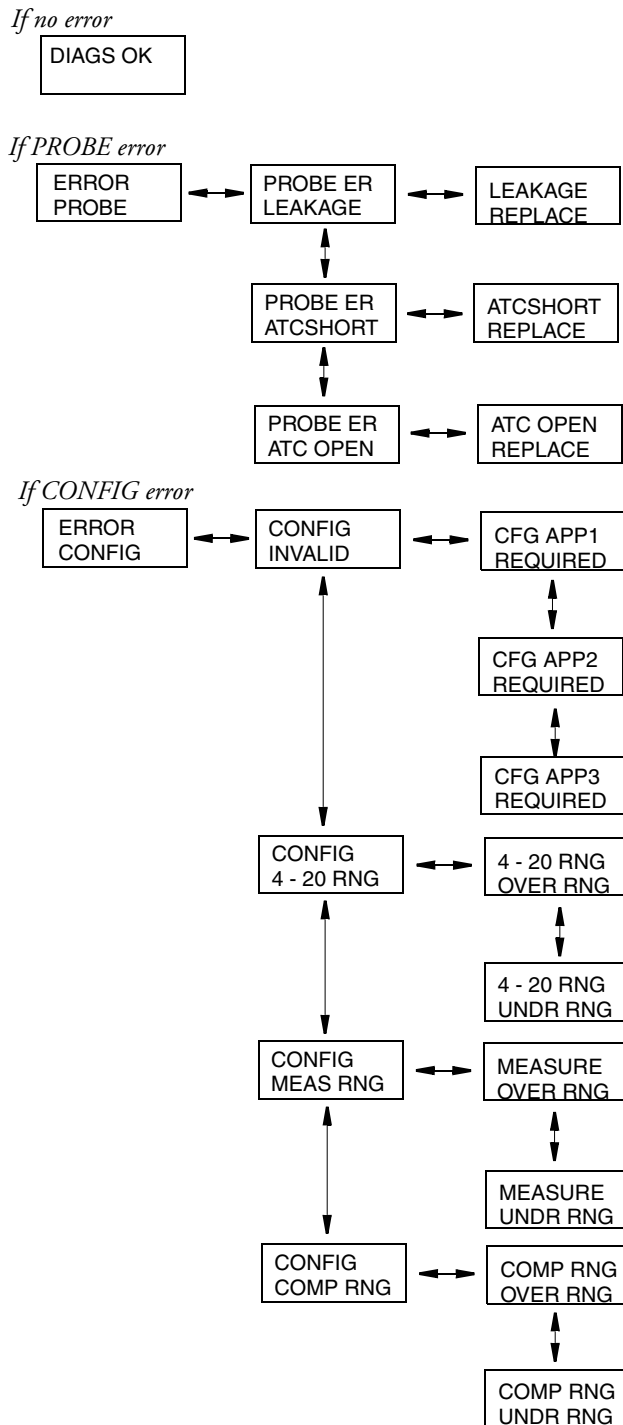 If no error
DIAGS OK
If PROBE error
ERROR
PROBE
PROBE ER
LEAKAGE
LEAKAGE
REPLACE
PROBE ER
ATCSHORT
ATCSHORT
REPLACE
PROBE ER
ATC OPEN
ATC OPEN
REPLACE
If CONFIG error
ERROR
CONFIG
CONFIG
INVALID
CFG APP1
REQUIRED
CFG APP2
REQUIRED
CFG APP3
REQUIRED
CONFIG
4 - 20 RNG
4 - 20 RNG
OVER RNG
4 - 20 RNG
UNDR RNG
CONFIG
MEAS RNG
MEASURE
OVER RNG
MEASURE
UNDR RNG
CONFIG
COMP RNG
COMP RNG
OVER RNG
COMP RNG
UNDR RNG